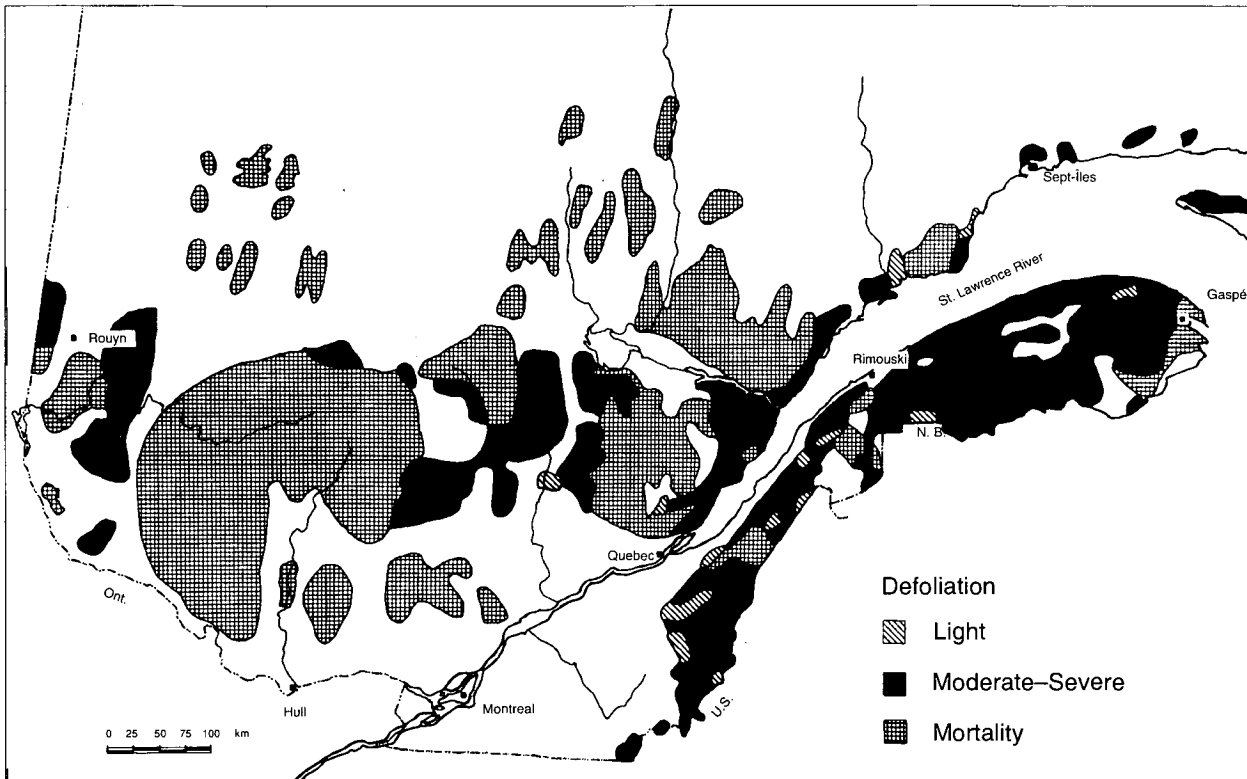 Sept-Îles
St. Lawrence River
Gaspé
Rouyn
Rimouski
N. B.
Quebec
Ont.
Defoliation
Light
Moderate–Severe
Mortality
Hull
Montreal
U.S.
0 25 50 75 100 km